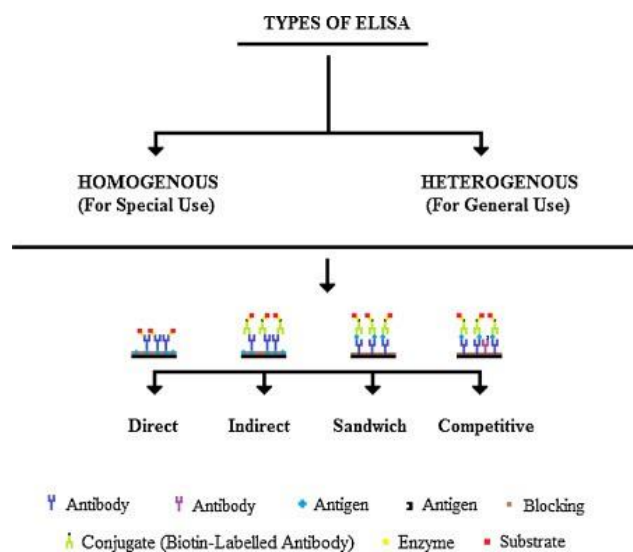 TYPES OF ELISA
HOMOGENOUS
(For Special Use)
HETEROGENOUS
(For General Use)
Direct Indirect Sandwich Competitive
Antibody Antibody Antigen Antigen Blocking
Conjugate (Biotin-Labelled Antibody) Enzyme Substrate